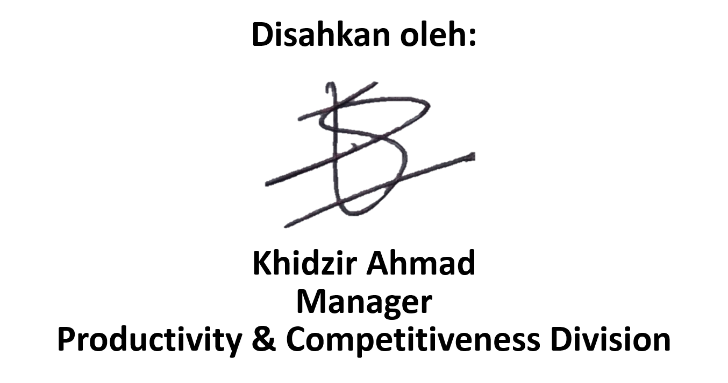 Disahkan oleh:
Khidzir Ahmad
Manager
Productivity & Competitiveness Division